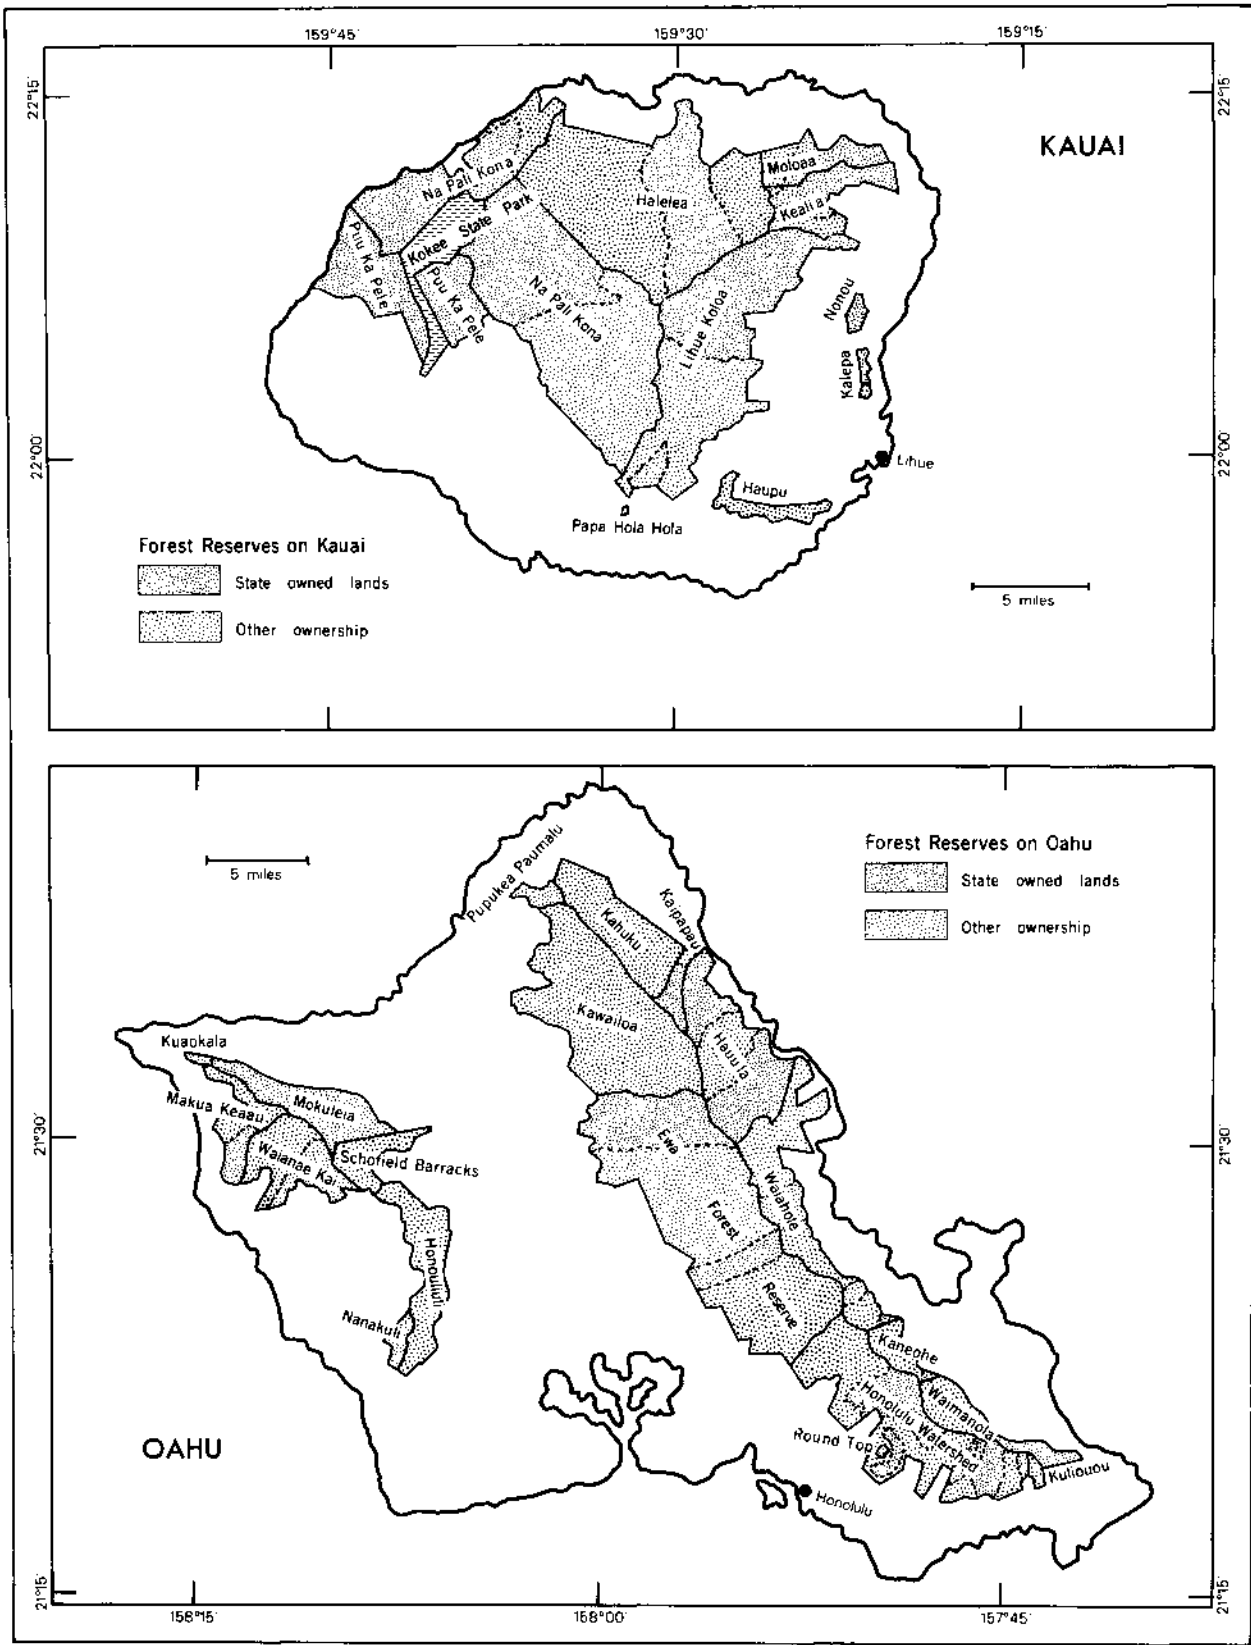 159°45'
159°30'
159°15'
22°15'
22°15'
KAUAI
Na Pali Kona
Moloaa
Kealia
Halelea
Kokee State Park
Puu Ka Pele
Puu Ka Pele
Na Pali Kona
Lihue Koloa
Nonou
Kalepa
22°00'
22°00'
Lihue
Haupu
Papa Hola Hola
Forest Reserves on Kauai
State owned lands
Other ownership
5 miles
5 miles
Pupukea Paumalu
Forest Reserves on Oahu
State owned lands
Other ownership
Kahuku
Kaipapau
Kawailoa
Kuaokala
Hauula
Mokuleia
Makua Keaau
21°30'
21°30'
Waianae Kai
Schofield Barracks
Ewa
Forest
Reserve
Waiahole
Honouliuli
Nanakuli
Kaneohe
Waimanola
Honolulu Watershed
Round Top
Kuliouou
OAHU
Honolulu
21°15'
21°15'
158°15'
158°00'
157°45'